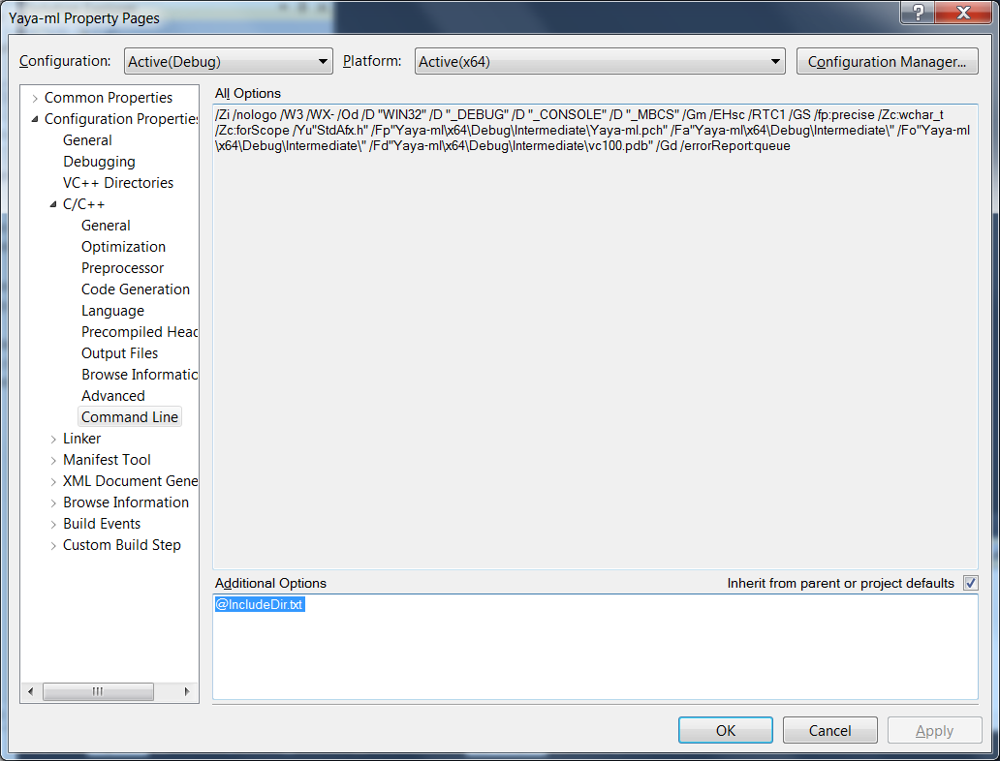 Yaya-ml Property Pages
Configuration: Active(Debug) Platform: Active(x64) Configuration Manager...
Common Properties
Configuration Properties
General
Debugging
VC++ Directories
C/C++
General
Optimization
Preprocessor
Code Generation
Language
Precompiled Head
Output Files
Browse Informatio
Advanced
Command Line
Linker
Manifest Tool
XML Document Gene
Browse Information
Build Events
Custom Build Step
All Options
/Zi /nologo /W3 /WX- /Od /D "WIN32" /D "_DEBUG" /D "_CONSOLE" /D "_MBCS" /Gm /EHsc /RTC1 /GS /fp:precise /Zc:wchar_t
/Zc:forScope /Yu"StdAfx.h" /Fp"Yaya-ml\x64\Debug\Intermediate\Yaya-ml.pch" /Fa"Yaya-ml\x64\Debug\Intermediate\" /Fo"Yaya-ml
\x64\Debug\Intermediate\" /Fd"Yaya-ml\x64\Debug\Intermediate\vc100.pdb" /Gd /errorReport:queue
Additional Options
Inherit from parent or project defaults
@IncludeDir.txt
OK Cancel Apply